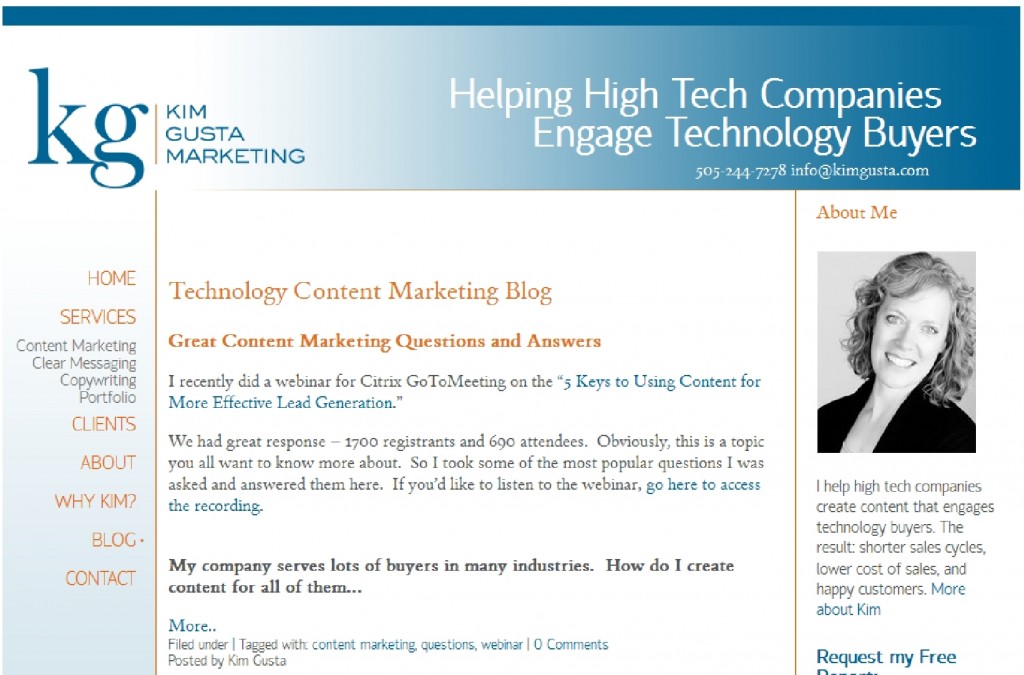 kg
KIM
GUSTA
MARKETING
Helping High Tech Companies
Engage Technology Buyers
505-244-7278 info@kimgusta.com
HOME
SERVICES
Content Marketing
Clear Messaging
Copywriting
Portfolio
CLIENTS
ABOUT
WHY KIM?
BLOG
CONTACT
Technology Content Marketing Blog
Great Content Marketing Questions and Answers
I recently did a webinar for Citrix GoToMeeting on the “5 Keys to Using Content for
More Effective Lead Generation.”
We had great response – 1700 registrants and 690 attendees.  Obviously, this is a topic
you all want to know more about.  So I took some of the most popular questions I was
asked and answered them here.  If you’d like to listen to the webinar, go here to access
the recording.
My company serves lots of buyers in many industries.  How do I create
content for all of them…
More..
Filed under | Tagged with: content marketing, questions, webinar | 0 Comments
Posted by Kim Gusta
About Me
I help high tech companies
create content that engages
technology buyers. The
result: shorter sales cycles,
lower cost of sales, and
happy customers. More
about Kim
Request my Free